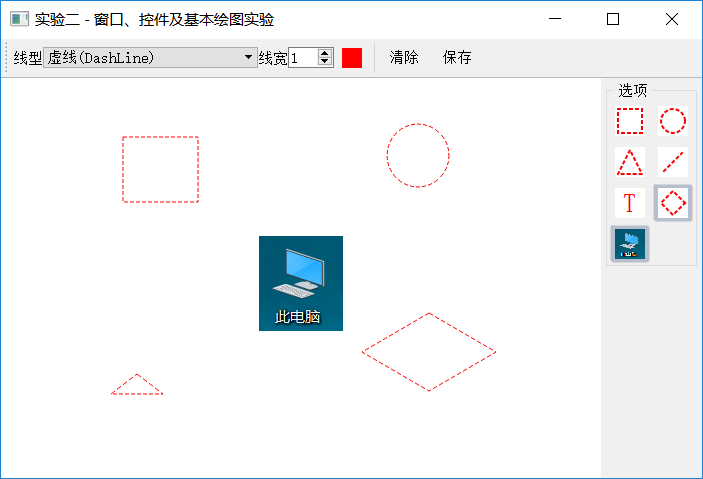 实验二 - 窗口、控件及基本绘图实验
线型 虚线(DashLine) 线宽 1 清除 保存
选项
T
此电脑